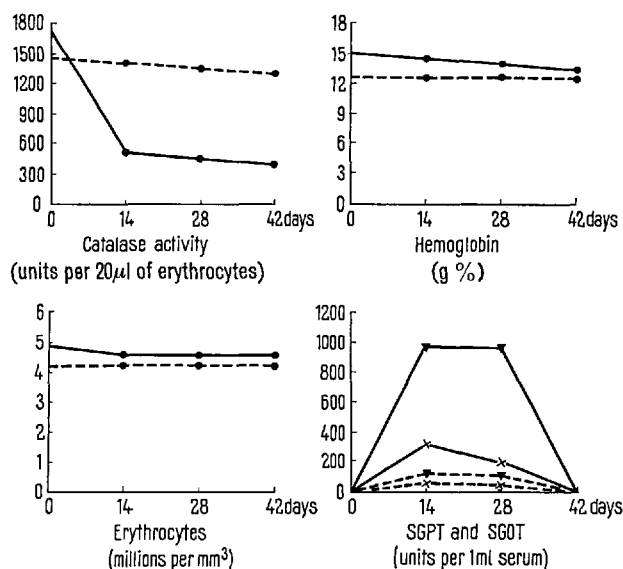 1800
1500
1200
900
600
300
0
0 14 28 42days
Catalase activity
(units per 20µl of erythrocytes)
18
15
12
9
6
3
0
0 14 28 42days
Hemoglobin
(g %)
6
5
4
3
2
1
0
0 14 28 42days
Erythrocytes
(millions per mm³)
1200
1000
800
600
400
200
0
0 14 28 42days
SGPT and SGOT
(units per 1ml serum)